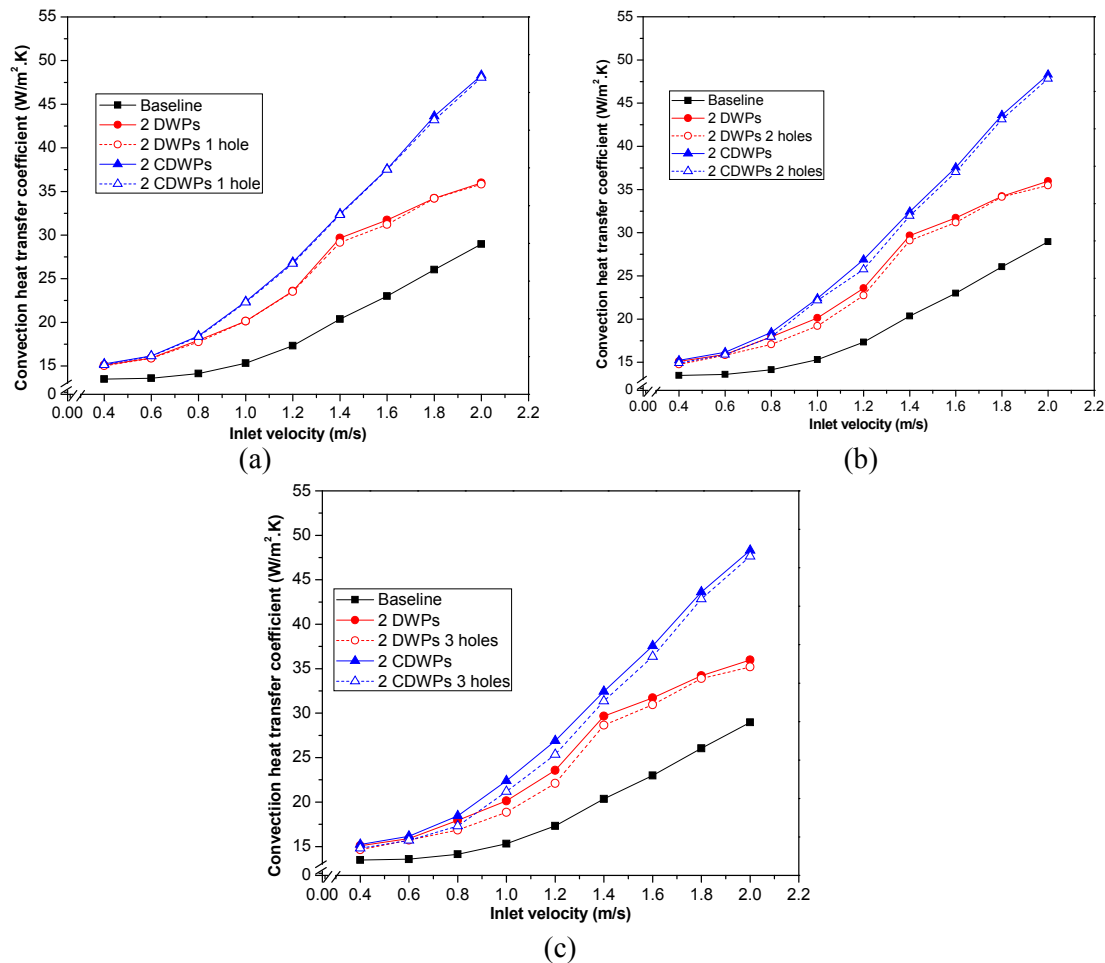 Convection heat transfer coefficient (W/m².K)
55
50
45
40
35
30
25
20
15
0
Baseline
2 DWPs
2 DWPs 1 hole
2 CDWPs
2 CDWPs 1 hole
0.00 0.4 0.6 0.8 1.0 1.2 1.4 1.6 1.8 2.0 2.2
Inlet velocity (m/s)
(a)
Convection heat transfer coefficient (W/m².K)
55
50
45
40
35
30
25
20
15
0
Baseline
2 DWPs
2 DWPs 2 holes
2 CDWPs
2 CDWPs 2 holes
0.00 0.4 0.6 0.8 1.0 1.2 1.4 1.6 1.8 2.0 2.2
Inlet velocity (m/s)
(b)
Convectiion heat transfer coefficient (W/m².K)
55
50
45
40
35
30
25
20
15
0
Baseline
2 DWPs
2 DWPs 3 holes
2 CDWPs
2 CDWPs 3 holes
0.00 0.4 0.6 0.8 1.0 1.2 1.4 1.6 1.8 2.0 2.2
Inlet velocity (m/s)
(c)